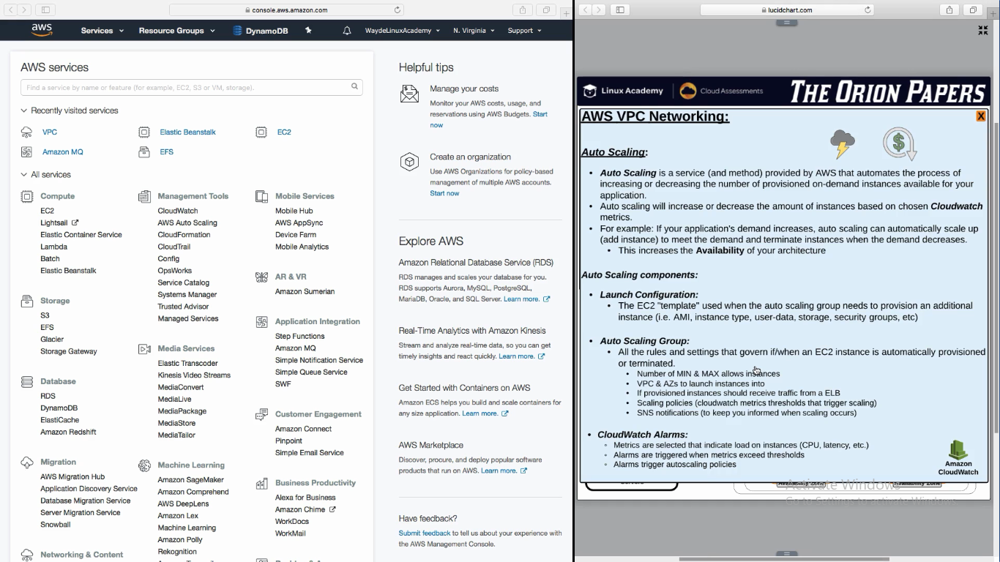 console.aws.amazon.com
aws
Services
Resource Groups
DynamoDB
WaydeLinuxAcademy
N. Virginia
Support
AWS services
Find a service by name or feature (for example, EC2, S3 or VM, storage).
Recently visited services
VPC
Elastic Beanstalk
EC2
Amazon MQ
EFS
All services
Compute
EC2
Lightsail
Elastic Container Service
Lambda
Batch
Elastic Beanstalk
Storage
S3
EFS
Glacier
Storage Gateway
Database
RDS
DynamoDB
ElastiCache
Amazon Redshift
Migration
AWS Migration Hub
Application Discovery Service
Database Migration Service
Server Migration Service
Snowball
Networking & Content
Management Tools
CloudWatch
AWS Auto Scaling
CloudFormation
CloudTrail
Config
OpsWorks
Service Catalog
Systems Manager
Trusted Advisor
Managed Services
Media Services
Elastic Transcoder
Kinesis Video Streams
MediaConvert
MediaLive
MediaPackage
MediaStore
MediaTailor
Machine Learning
Amazon SageMaker
Amazon Comprehend
AWS DeepLens
Amazon Lex
Machine Learning
Amazon Polly
Rekognition
Mobile Services
Mobile Hub
AWS AppSync
Device Farm
Mobile Analytics
AR & VR
Amazon Sumerian
Application Integration
Step Functions
Amazon MQ
Simple Notification Service
Simple Queue Service
SWF
Customer Engagement
Amazon Connect
Pinpoint
Simple Email Service
Business Productivity
Alexa for Business
Amazon Chime
WorkDocs
WorkMail
Helpful tips
Manage your costs
Monitor your AWS costs, usage, and
reservations using AWS Budgets. Start
now
Create an organization
Use AWS Organizations for policy-based
management of multiple AWS accounts.
Start now
Explore AWS
Amazon Relational Database Service (RDS)
RDS manages and scales your database for you.
RDS supports Aurora, MySQL, PostgreSQL,
MariaDB, Oracle, and SQL Server. Learn more.
Real-Time Analytics with Amazon Kinesis
Stream and analyze real-time data, so you can get
timely insights and react quickly. Learn more.
Get Started with Containers on AWS
Amazon ECS helps you build and scale containers for
any size application. Learn more.
AWS Marketplace
Discover, procure, and deploy popular software
products that run on AWS. Learn more.
Have feedback?
Submit feedback to tell us about your experience with
the AWS Management Console.
lucidchart.com
Linux Academy
Cloud Assessments
THE ORION PAPERS
AWS VPC Networking:
X
Auto Scaling:
$
• Auto Scaling is a service (and method) provided by AWS that automates the process of
increasing or decreasing the number of provisioned on-demand instances available for your
application.
• Auto scaling will increase or decrease the amount of instances based on chosen Cloudwatch
metrics.
• For example: If your application's demand increases, auto scaling can automatically scale up
(add instance) to meet the demand and terminate instances when the demand decreases.
• This increases the Availability of your architecture
Auto Scaling components:
• Launch Configuration:
• The EC2 "template" used when the auto scaling group needs to provision an additional
instance (i.e. AMI, instance type, user-data, storage, security groups, etc)
• Auto Scaling Group:
• All the rules and settings that govern if/when an EC2 instance is automatically provisioned
or terminated.
• Number of MIN & MAX allows instances
• VPC & AZs to launch instances into
• If provisioned instances should receive traffic from a ELB
• Scaling policies (cloudwatch metrics thresholds that trigger scaling)
• SNS notifications (to keep you informed when scaling occurs)
• CloudWatch Alarms:
◦ Metrics are selected that indicate load on instances (CPU, latency, etc.)
◦ Alarms are triggered when metrics exceed thresholds
◦ Alarms trigger autoscaling policies
Amazon
CloudWatch
Activate Windows
Go to Settings to activate Windows.